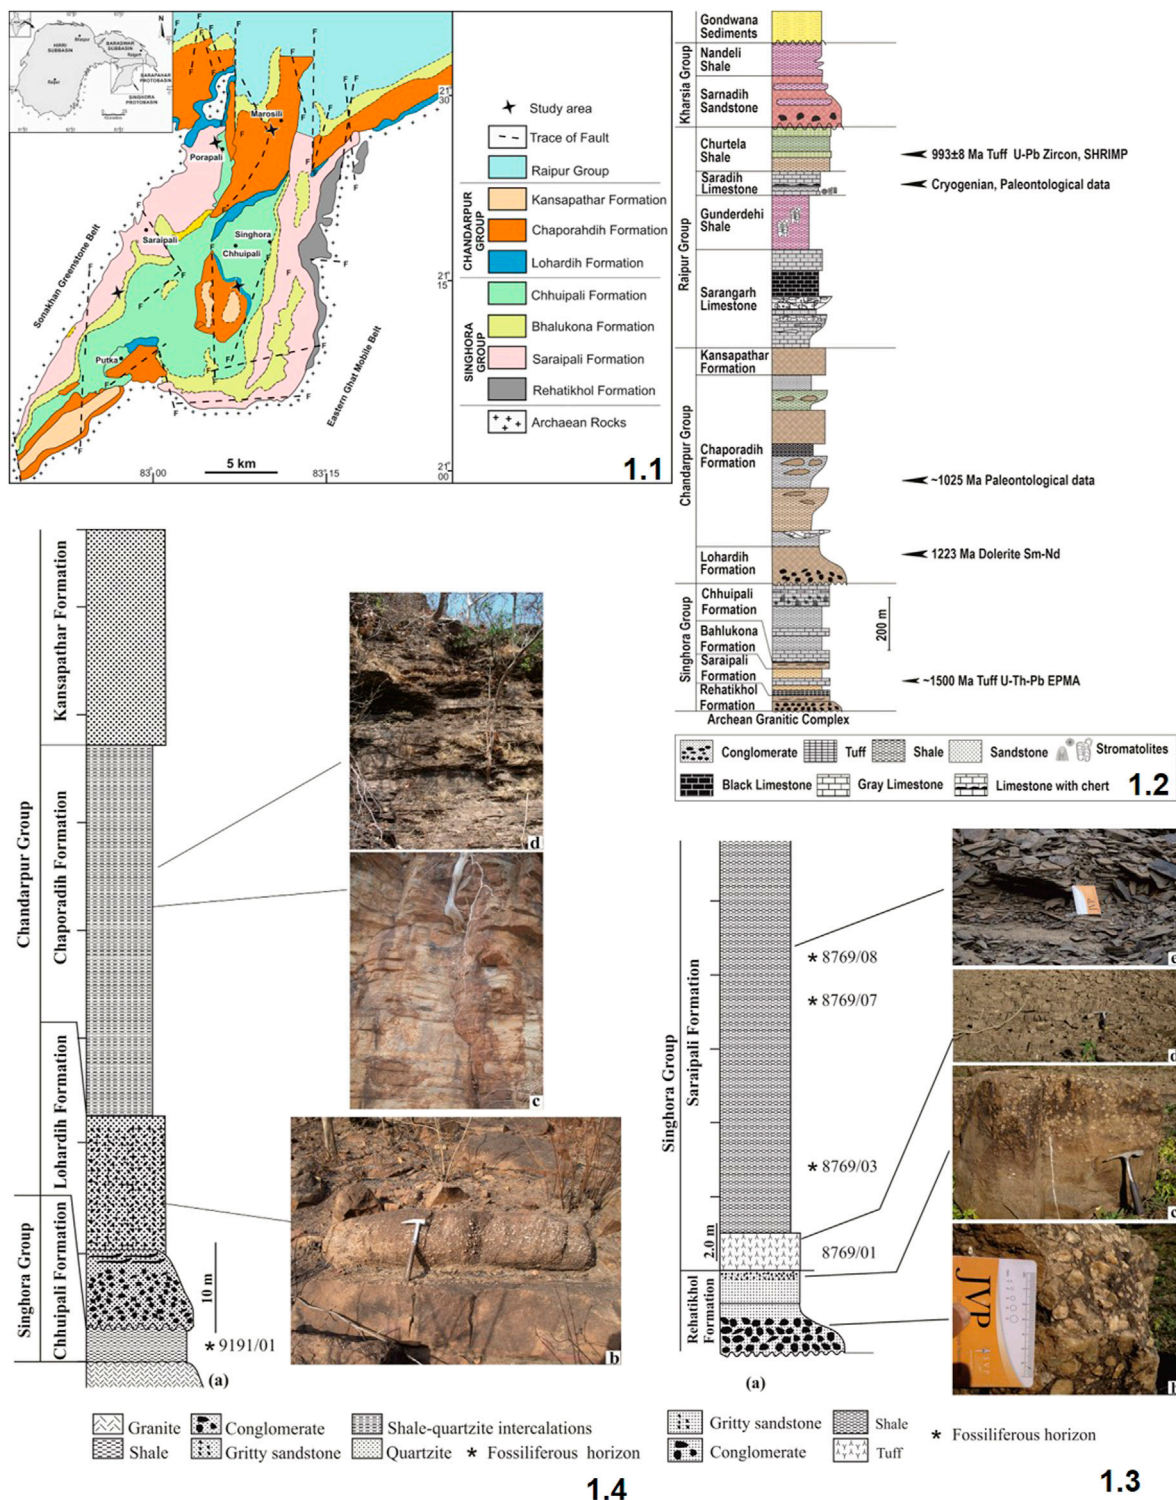 HIRRI
SUBBASIN
BARADWAR
SUBBASIN
SARAPAHAR
PROTOBASIN
SINGHORA
PROTOBASIN
N
Marosili
Porapali
Saraipali
Singhora
Chhuipali
Putka
Sonakhan Greenstone Belt
Eastern Ghat Mobile Belt
21°
30
21°
15
21°
00
83° 00
5 km
83° 15
Study area
Trace of Fault
Raipur Group
CHANDARPUR
GROUP
Kansapathar Formation
Chaporahdih Formation
Lohardih Formation
SINGHORA
GROUP
Chhuipali Formation
Bhalukona Formation
Saraipali Formation
Rehatikhol Formation
Archaean Rocks
1.1
Gondwana
Sediments
Kharsia Group
Nandeli
Shale
Sarnadih
Sandstone
Raipur Group
Churtela
Shale
993±8 Ma Tuff U-Pb Zircon, SHRIMP
Saradih
Limestone
Cryogenian, Paleontological data
Gunderdehi
Shale
Sarangarh
Limestone
Chandarpur Group
Kansapathar
Formation
Chaporadih
Formation
~1025 Ma Paleontological data
Lohardih
Formation
1223 Ma Dolerite Sm-Nd
Singhora Group
Chhuipali
Formation
Bahlukona
Formation
Saraipali
Formation
~1500 Ma Tuff U-Th-Pb EPMA
Rehatikhol
Formation
200 m
Archean Granitic Complex
Conglomerate
Tuff
Shale
Sandstone
Stromatolites
Black Limestone
Gray Limestone
Limestone with chert
1.2
Chandarpur Group
Kansapathar Formation
Chaporadih Formation
Lohardih Formation
Singhora Group
Chhuipali Formation
10 m
* 9191/01
(a)
d
c
b
Granite
Conglomerate
Shale-quartzite intercalations
Shale
Gritty sandstone
Quartzite
* Fossiliferous horizon
1.4
Singhora Group
Saraipali Formation
Rehatikhol
Formation
* 8769/08
* 8769/07
* 8769/03
8769/01
2.0 m
(a)
e
JVP
d
c
JVP
b
Gritty sandstone
Shale
Conglomerate
Tuff
* Fossiliferous horizon
1.3